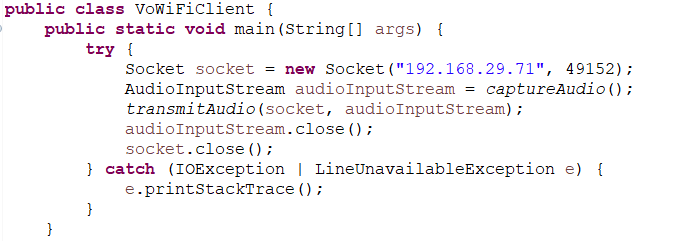 public class VoWiFiClient {
    public static void main(String[] args) {
        try {
            Socket socket = new Socket("192.168.29.71", 49152);
            AudioInputStream audioInputStream = captureAudio();
            transmitAudio(socket, audioInputStream);
            audioInputStream.close();
            socket.close();
        } catch (IOException | LineUnavailableException e) {
            e.printStackTrace();
        }
    }